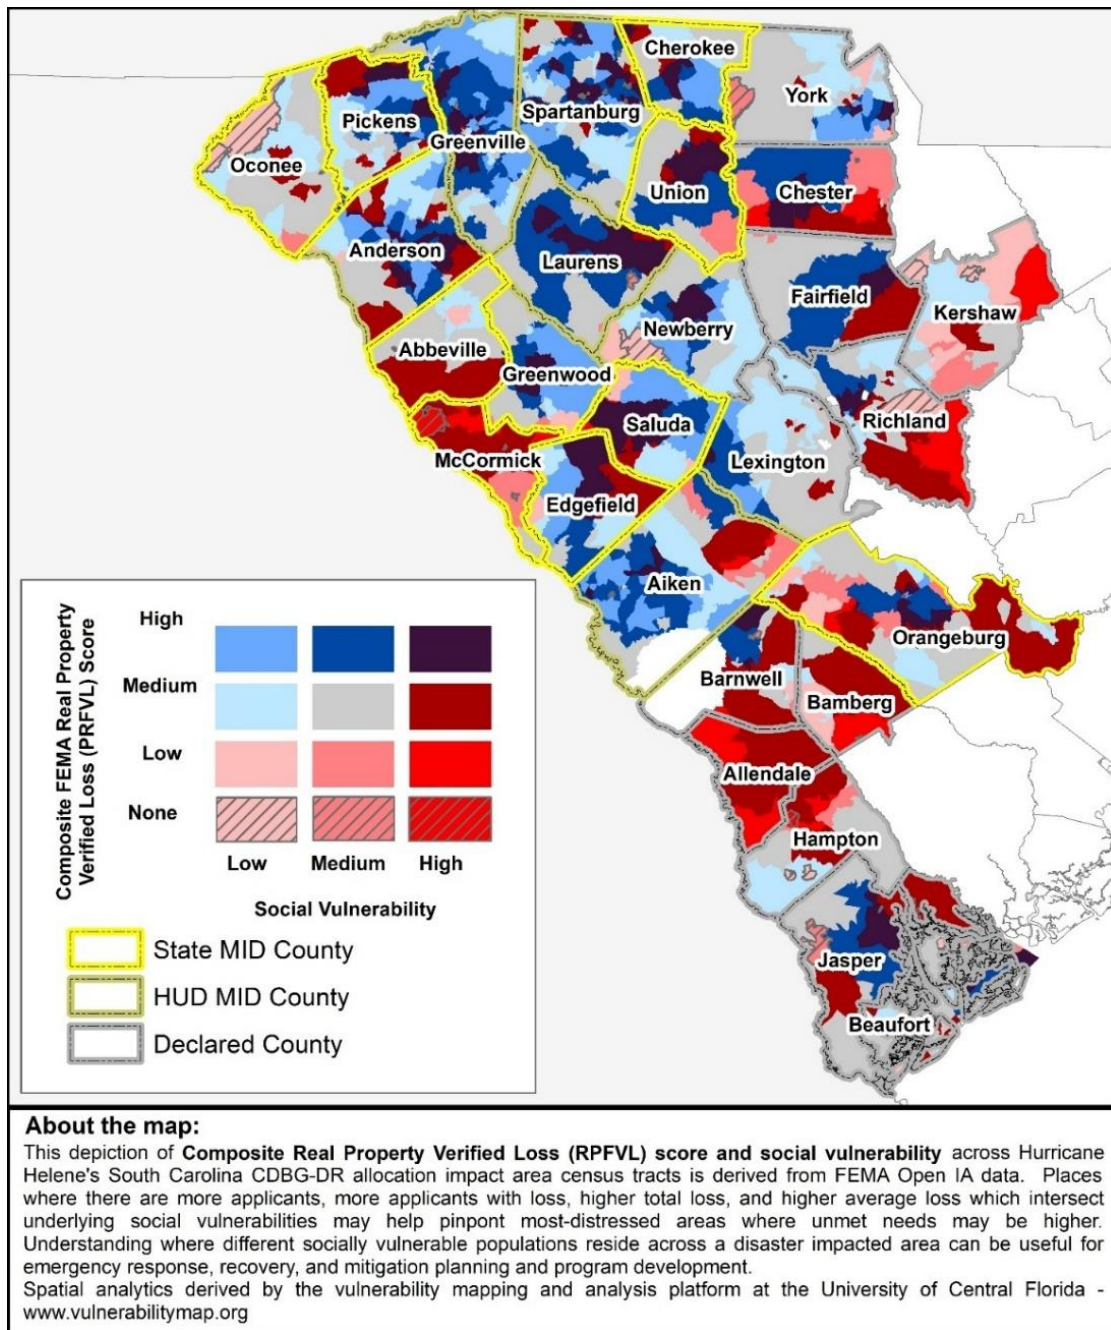 Cherokee
York
Spartanburg
Pickens
Greenville
Oconee
Union
Chester
Anderson
Laurens
Fairfield
Kershaw
Newberry
Abbeville
Greenwood
Richland
Saluda
McCormick
Lexington
Edgefield
Aiken
Orangeburg
Barnwell
Bamberg
Allendale
Hampton
Jasper
Beaufort
Composite FEMA Real Property
Verified Loss (PRFVL) Score
High
Medium
Low
None
Low
Medium
High
Social Vulnerability
State MID County
HUD MID County
Declared County
About the map:
This depiction of Composite Real Property Verified Loss (RPFVL) score and social vulnerability across Hurricane
Helene's South Carolina CDBG-DR allocation impact area census tracts is derived from FEMA Open IA data. Places
where there are more applicants, more applicants with loss, higher total loss, and higher average loss which intersect
underlying social vulnerabilities may help pinpont most-distressed areas where unmet needs may be higher.
Understanding where different socially vulnerable populations reside across a disaster impacted area can be useful for
emergency response, recovery, and mitigation planning and program development.
Spatial analytics derived by the vulnerability mapping and analysis platform at the University of Central Florida -
www.vulnerabilitymap.org